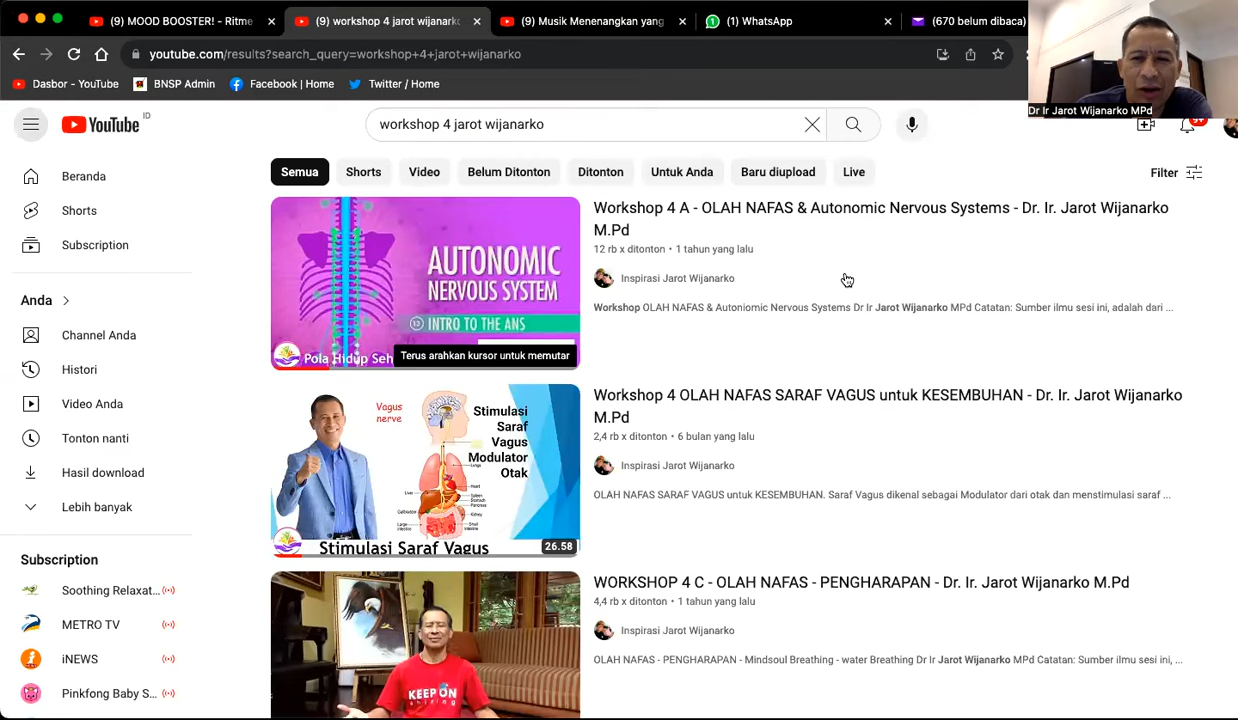 (9) MOOD BOOSTER! - Ritme
(9) workshop 4 jarot wijanarko
(9) Musik Menenangkan yang
(1) WhatsApp
(670 belum dibaca)
youtube.com/results?search_query=workshop+4+jarot+wijanarko
Dasbor - YouTube
BNSP Admin
Facebook | Home
Twitter / Home
Dr Ir Jarot Wijanarko MPd
YouTube ID
workshop 4 jarot wijanarko
Semua
Shorts
Video
Belum Ditonton
Ditonton
Untuk Anda
Baru diupload
Live
Filter
Beranda
Shorts
Subscription
Anda
Channel Anda
Histori
Video Anda
Tonton nanti
Hasil download
Lebih banyak
Subscription
Soothing Relaxat...
METRO TV
iNEWS
Pinkfong Baby S...
AUTONOMIC
NERVOUS SYSTEM
13 INTRO TO THE ANS
Pola Hidup Seh
Terus arahkan kursor untuk memutar
Workshop 4 A - OLAH NAFAS & Autonomic Nervous Systems - Dr. Ir. Jarot Wijanarko
M.Pd
12 rb x ditonton • 1 tahun yang lalu
Inspirasi Jarot Wijanarko
Workshop OLAH NAFAS & Autoniomic Nervous Systems Dr Ir Jarot Wijanarko MPd Catatan: Sumber ilmu sesi ini, adalah dari ...
Vagus
nerve
Stimulasi
Saraf
Vagus
Modulator
Otak
Stimulasi Saraf Vagus
26.58
Workshop 4 OLAH NAFAS SARAF VAGUS untuk KESEMBUHAN - Dr. Ir. Jarot Wijanarko
M.Pd
2,4 rb x ditonton • 6 bulan yang lalu
Inspirasi Jarot Wijanarko
OLAH NAFAS SARAF VAGUS untuk KESEMBUHAN. Saraf Vagus dikenal sebagai Modulator dari otak dan menstimulasi saraf ...
KEEP ON
WORKSHOP 4 C - OLAH NAFAS - PENGHARAPAN - Dr. Ir. Jarot Wijanarko M.Pd
4,4 rb x ditonton • 1 tahun yang lalu
Inspirasi Jarot Wijanarko
OLAH NAFAS - PENGHARAPAN - Mindsoul Breathing - water Breathing Dr Ir Jarot Wijanarko MPd Catatan: Sumber ilmu sesi ini, ...